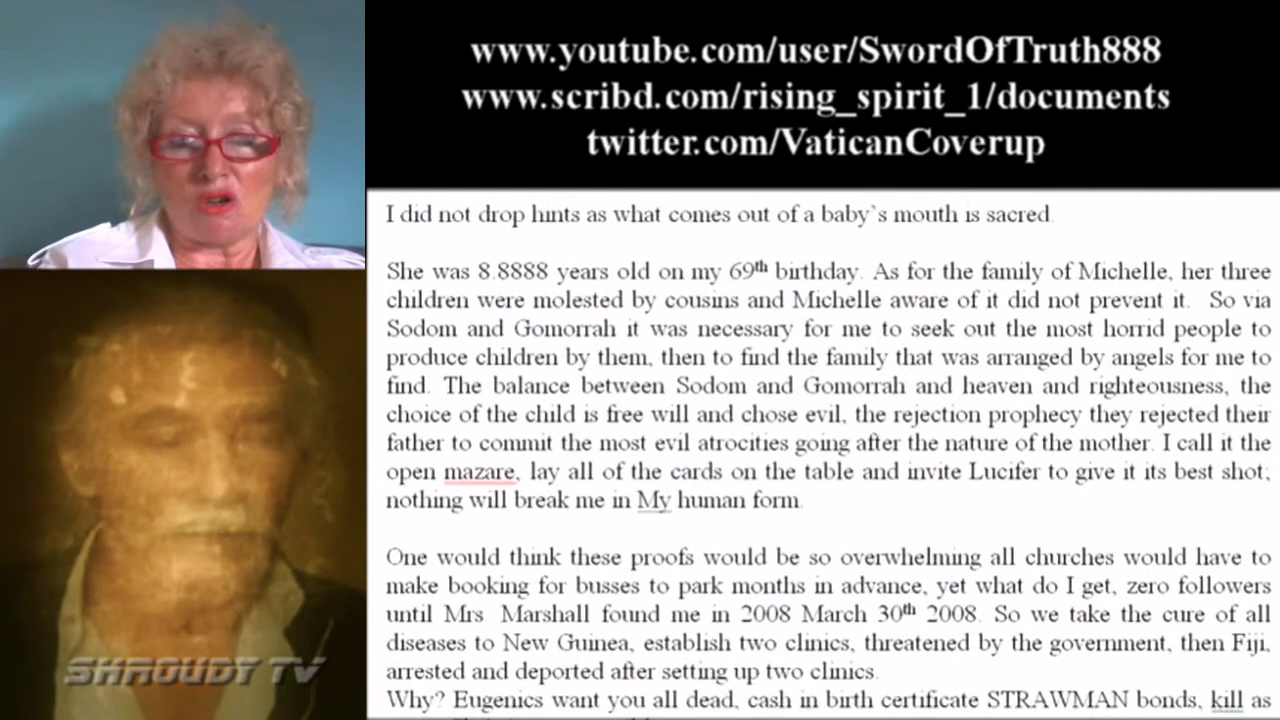 www.youtube.com/user/SwordOfTruth888
www.scribd.com/rising_spirit_1/documents
twitter.com/VaticanCoverup
I did not drop hints as what comes out of a baby's mouth is sacred.
She was 8.8888 years old on my 69th birthday. As for the family of Michelle, her three
children were molested by cousins and Michelle aware of it did not prevent it. So via
Sodom and Gomorrah it was necessary for me to seek out the most horrid people to
produce children by them, then to find the family that was arranged by angels for me to
find. The balance between Sodom and Gomorrah and heaven and righteousness, the
choice of the child is free will and chose evil, the rejection prophecy they rejected their
father to commit the most evil atrocities going after the nature of the mother. I call it the
open mazare, lay all of the cards on the table and invite Lucifer to give it its best shot;
nothing will break me in My human form.
One would think these proofs would be so overwhelming all churches would have to
make booking for busses to park months in advance, yet what do I get, zero followers
until Mrs Marshall found me in 2008 March 30th 2008. So we take the cure of all
diseases to New Guinea, establish two clinics, threatened by the government, then Fiji,
arrested and deported after setting up two clinics.
Why? Eugenics want you all dead, cash in birth certificate STRAWMAN bonds, kill as
SHROUDY TV